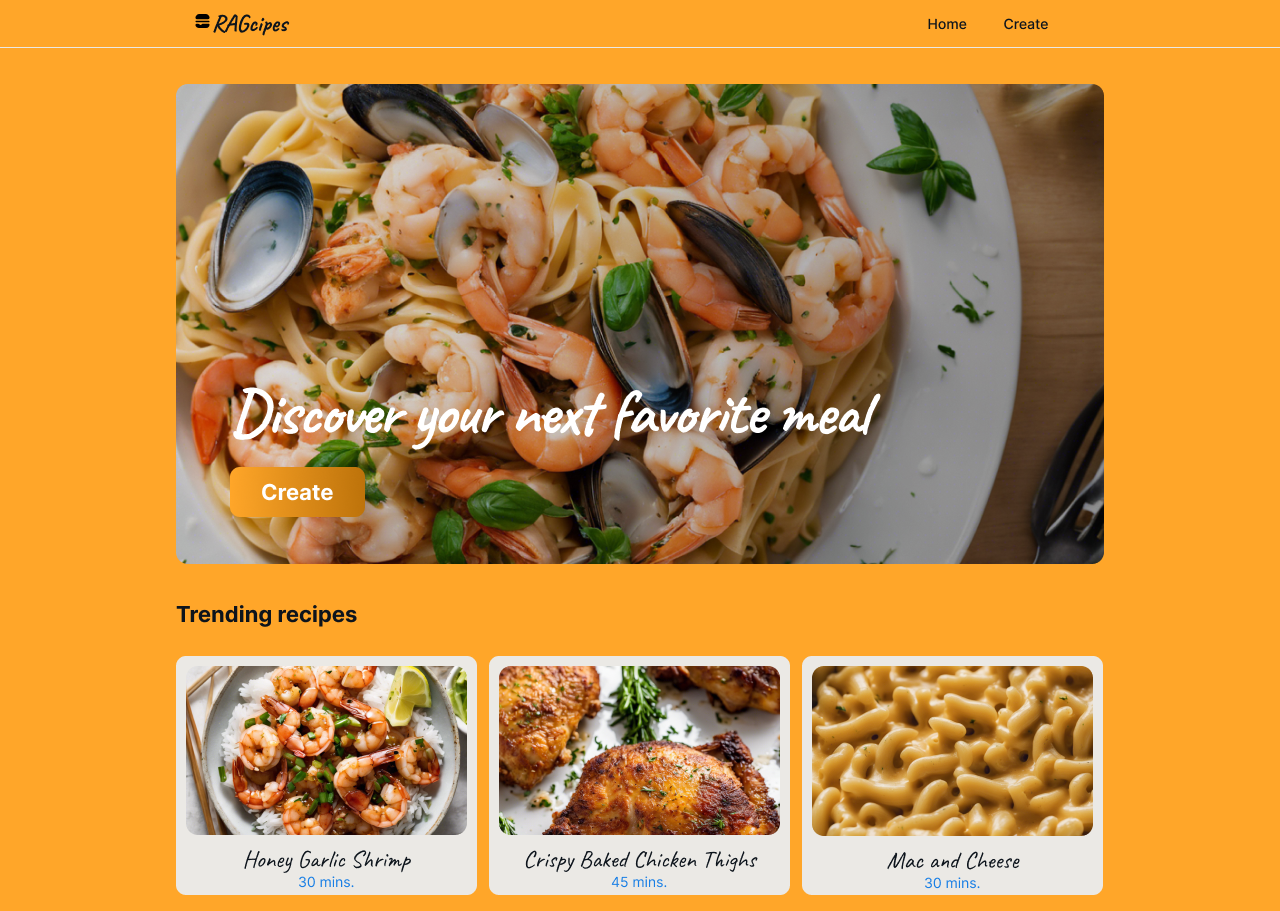 RAGcipes
Home
Create
Discover your next favorite meal
Create
Trending recipes
Honey Garlic Shrimp
30 mins.
Crispy Baked Chicken Thighs
45 mins.
Mac and Cheese
30 mins.